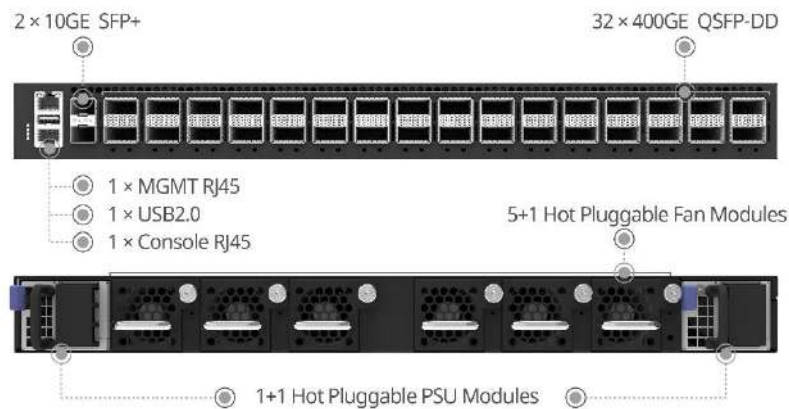 2 × 10GE SFP+
32 × 400GE QSFP-DD
1 × MGMT RJ45
1 × USB2.0
1 × Console RJ45
5+1 Hot Pluggable Fan Modules
1+1 Hot Pluggable PSU Modules